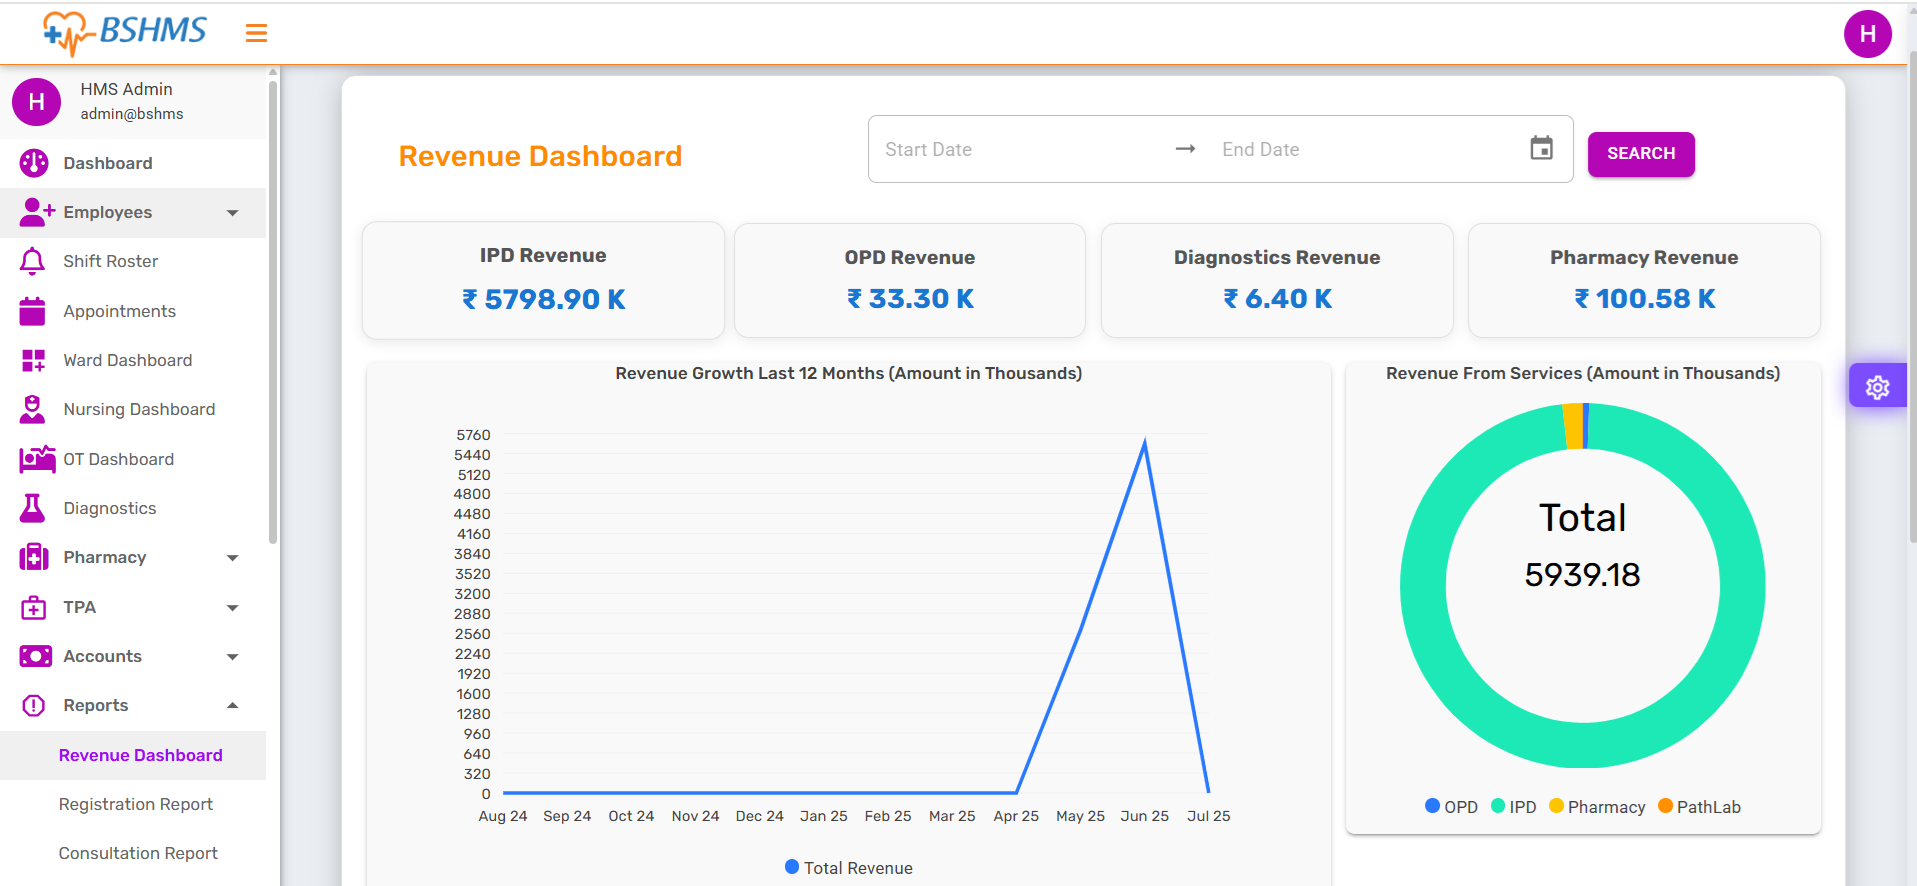 BSHMS
H
H
HMS Admin
admin@bshms
Dashboard
Employees
Shift Roster
Appointments
Ward Dashboard
Nursing Dashboard
OT Dashboard
Diagnostics
Pharmacy
TPA
Accounts
Reports
Revenue Dashboard
Registration Report
Consultation Report
Revenue Dashboard
Start Date → End Date
SEARCH
IPD Revenue
₹ 5798.90 K
OPD Revenue
₹ 33.30 K
Diagnostics Revenue
₹ 6.40 K
Pharmacy Revenue
₹ 100.58 K
Revenue Growth Last 12 Months (Amount in Thousands)
5760
5440
5120
4800
4480
4160
3840
3520
3200
2880
2560
2240
1920
1600
1280
960
640
320
0
Aug 24 Sep 24 Oct 24 Nov 24 Dec 24 Jan 25 Feb 25 Mar 25 Apr 25 May 25 Jun 25 Jul 25
Total Revenue
Revenue From Services (Amount in Thousands)
Total
5939.18
OPD IPD Pharmacy PathLab